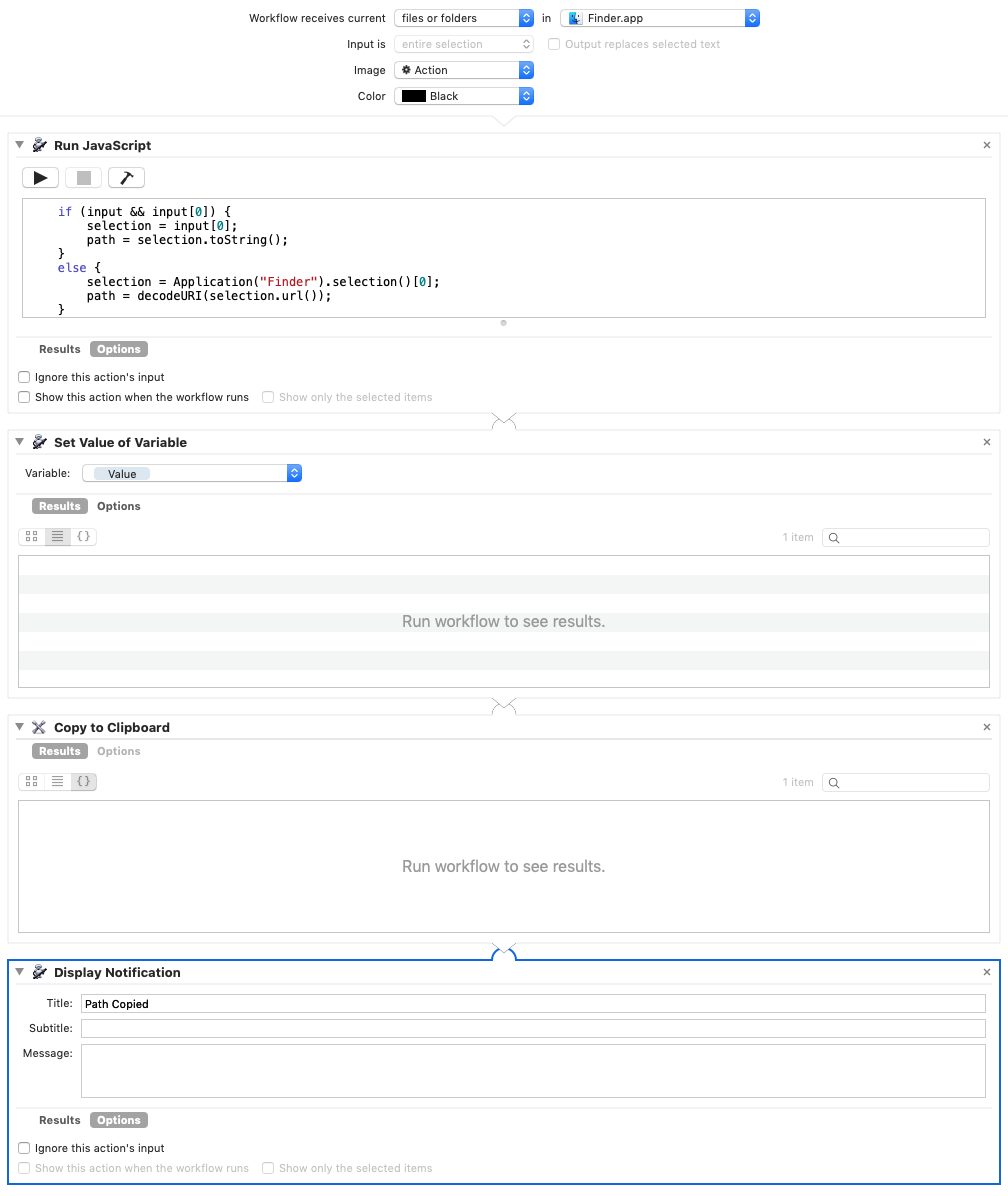 Workflow receives current files or folders in Finder.app
Input is entire selection Output replaces selected text
Image Action
Color Black
Run JavaScript
if (input && input[0]) {
selection = input[0];
path = selection.toString();
}
else {
selection = Application("Finder").selection()[0];
path = decodeURI(selection.url());
}
Results Options
Ignore this action's input
Show this action when the workflow runs Show only the selected items
Set Value of Variable
Variable: Value
Results Options
{} 1 item
Run workflow to see results.
Copy to Clipboard
Results Options
{} 1 item
Run workflow to see results.
Display Notification
Title: Path Copied
Subtitle:
Message:
Results Options
Ignore this action's input
Show this action when the workflow runs Show only the selected items